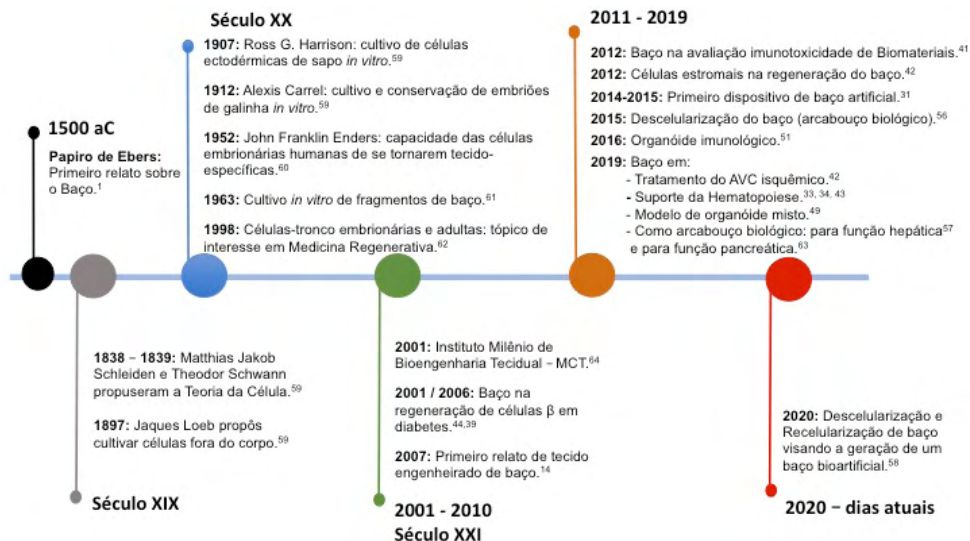 1500 aC
Papiro de Ebers:
Primeiro relato sobre
o Baço.¹
Século XIX
1838 – 1839: Matthias Jakob
Schleiden e Theodor Schwann
propuseram a Teoria da Célula.⁵⁹
1897: Jaques Loeb propôs
cultivar células fora do corpo.⁵⁹
Século XX
1907: Ross G. Harrison: cultivo de células
ectodérmicas de sapo in vitro.⁵⁹
1912: Alexis Carrel: cultivo e conservação de embriões
de galinha in vitro.⁵⁹
1952: John Franklin Enders: capacidade das células
embrionárias humanas de se tornarem tecido-
específicas.⁶⁰
1963: Cultivo in vitro de fragmentos de baço.⁶¹
1998: Células-tronco embrionárias e adultas: tópico de
interesse em Medicina Regenerativa.⁶²
2001: Instituto Milênio de
Bioengenharia Tecidual – MCT.⁶⁴
2001 / 2006: Baço na
regeneração de células β em
diabetes.⁴⁴,³⁹
2007: Primeiro relato de tecido
engenheirado de baço.¹⁴
2001 - 2010
Século XXI
2011 - 2019
2012: Baço na avaliação imunotoxicidade de Biomateriais.⁴¹
2012: Células estromais na regeneração do baço.⁴²
2014-2015: Primeiro dispositivo de baço artificial.³¹
2015: Descelularização do baço (arcabouço biológico).⁵⁶
2016: Organóide imunológico.⁵¹
2019: Baço em:
- Tratamento do AVC isquêmico.⁴²
- Suporte da Hematopoiese.³³, ³⁴, ⁴³
- Modelo de organóide misto.⁴⁹
- Como arcabouço biológico: para função hepática⁵⁷
e para função pancreática.⁶³
2020: Descelularização e
Recelularização de baço
visando a geração de um
baço bioartificial.⁵⁸
2020 – dias atuais